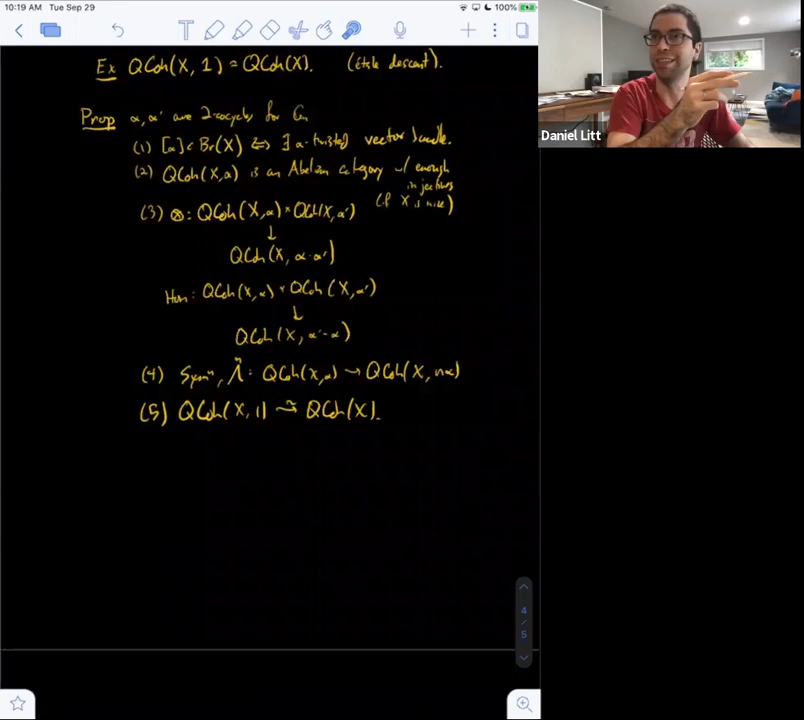 10:19 AM Tue Sep 29
100%
Ex QCoh(X, 1) = QCoh(X). (étale descent).
Prop α, α' are 2-cocycles for Gm
(1) [α] ∈ Br(X) ⟺ ∃ α-twisted vector bundle.
(2) QCoh(X,α) is an Abelian category w/ enough
injectives
(if X is nice)
(3) ⊗: QCoh(X,α) × QCoh(X,α')
↓
QCoh(X, α·α')
Hom: QCoh(X,α) × QCoh(X,α')
↓
QCoh(X, α'-α)
(4) Symⁿ, Λⁿ: QCoh(X,α) → QCoh(X, nα)
(5) QCoh(X,1) ⥲ QCoh(X).
Daniel Litt
4
/
5